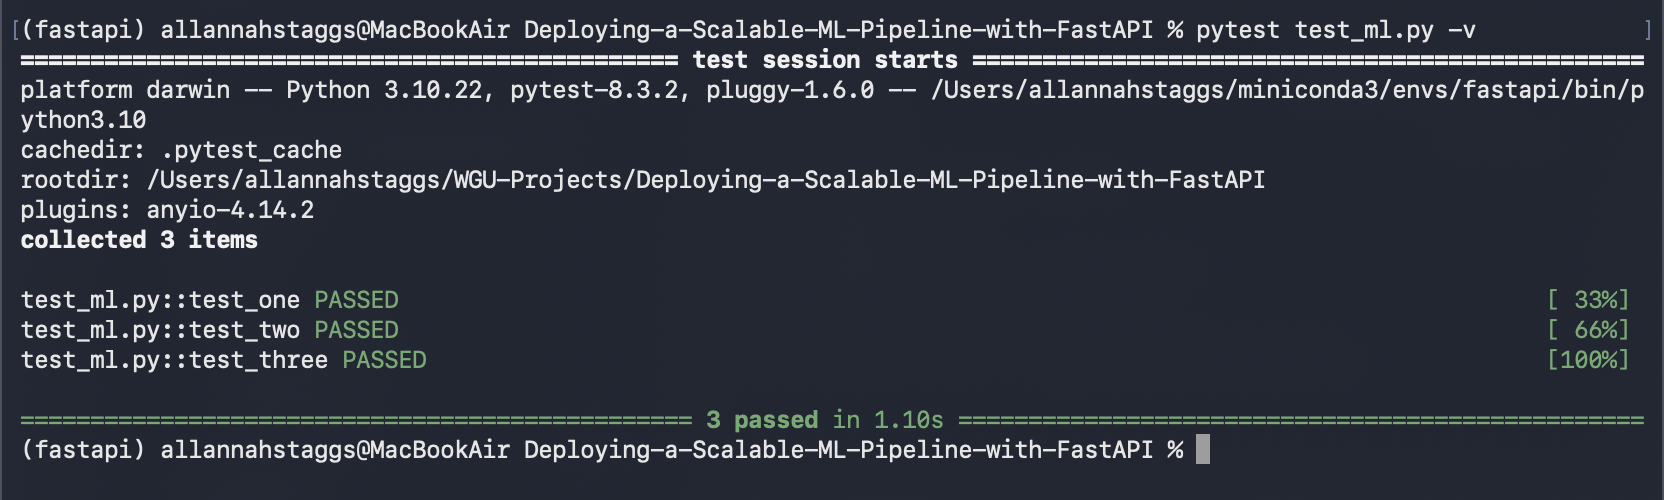 [(fastapi) allannahstaggs@MacBookAir Deploying-a-Scalable-ML-Pipeline-with-FastAPI % pytest test_ml.py -v ]
============================================== test session starts ===============================================
platform darwin -- Python 3.10.22, pytest-8.3.2, pluggy-1.6.0 -- /Users/allannahstaggs/miniconda3/envs/fastapi/bin/p
ython3.10
cachedir: .pytest_cache
rootdir: /Users/allannahstaggs/WGU-Projects/Deploying-a-Scalable-ML-Pipeline-with-FastAPI
plugins: anyio-4.14.2
collected 3 items
test_ml.py::test_one PASSED [ 33%]
test_ml.py::test_two PASSED [ 66%]
test_ml.py::test_three PASSED [100%]
================================================ 3 passed in 1.10s =================================================
(fastapi) allannahstaggs@MacBookAir Deploying-a-Scalable-ML-Pipeline-with-FastAPI %